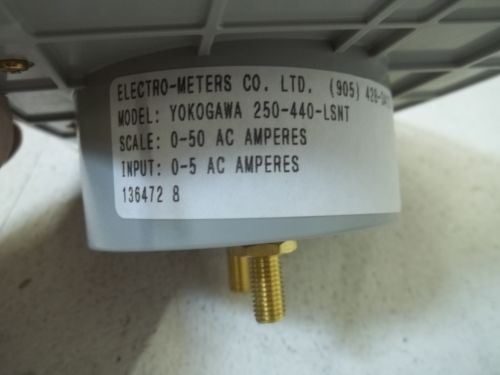 ELECTRO-METERS CO. LTD. (905)
MODEL: YOKOGAWA 250-440-LSNT
SCALE: 0-50 AC AMPERES
INPUT: 0-5 AC AMPERES
136472 8